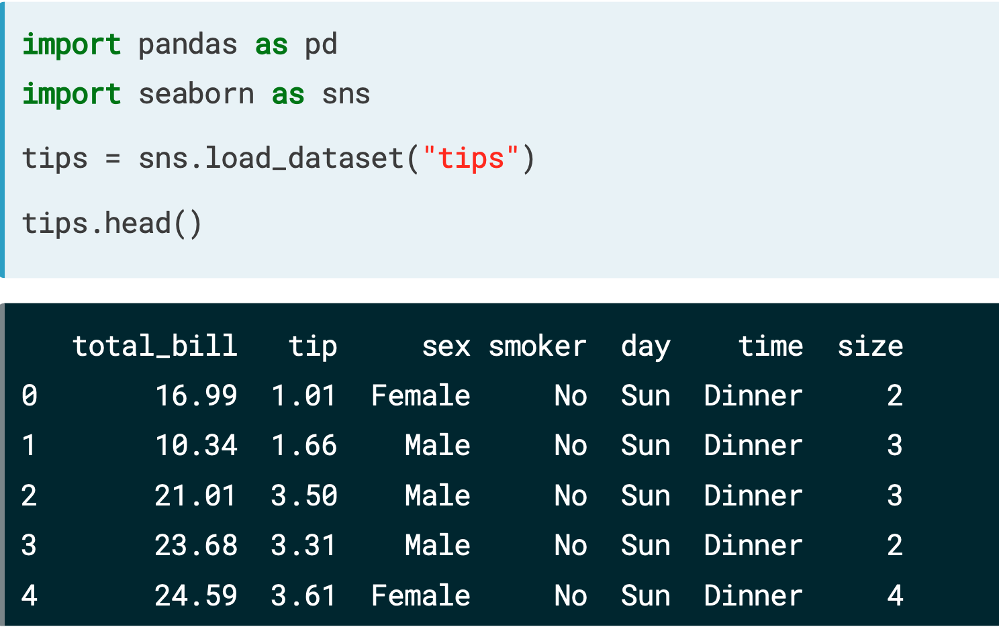 import pandas as pd
import seaborn as sns
tips = sns.load_dataset("tips")
tips.head()
total_bill tip sex smoker day time size
0 16.99 1.01 Female No Sun Dinner 2
1 10.34 1.66 Male No Sun Dinner 3
2 21.01 3.50 Male No Sun Dinner 3
3 23.68 3.31 Male No Sun Dinner 2
4 24.59 3.61 Female No Sun Dinner 4